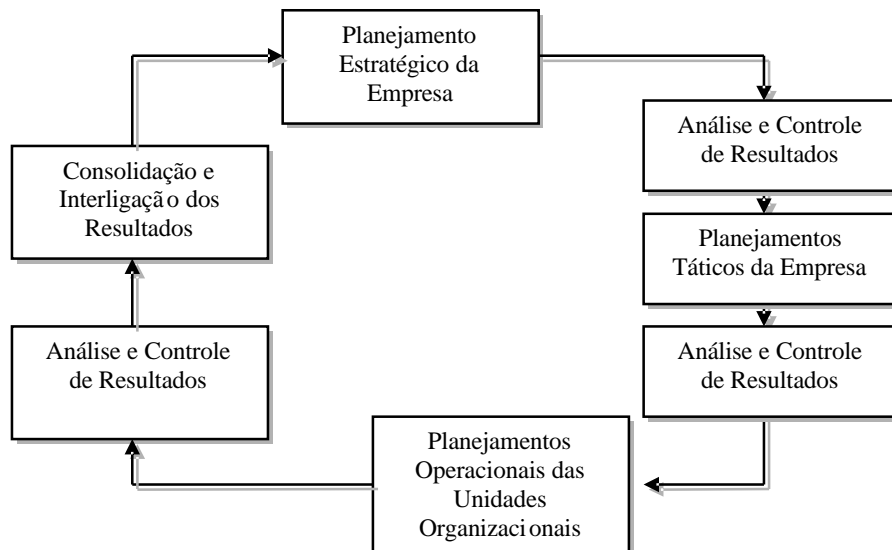 Planejamento
Estratégico da
Empresa
Análise e Controle
de Resultados
Planejamentos
Táticos da Empresa
Análise e Controle
de Resultados
Planejamentos
Operacionais das
Unidades
Organizacionais
Análise e Controle
de Resultados
Consolidação e
Interligação dos
Resultados